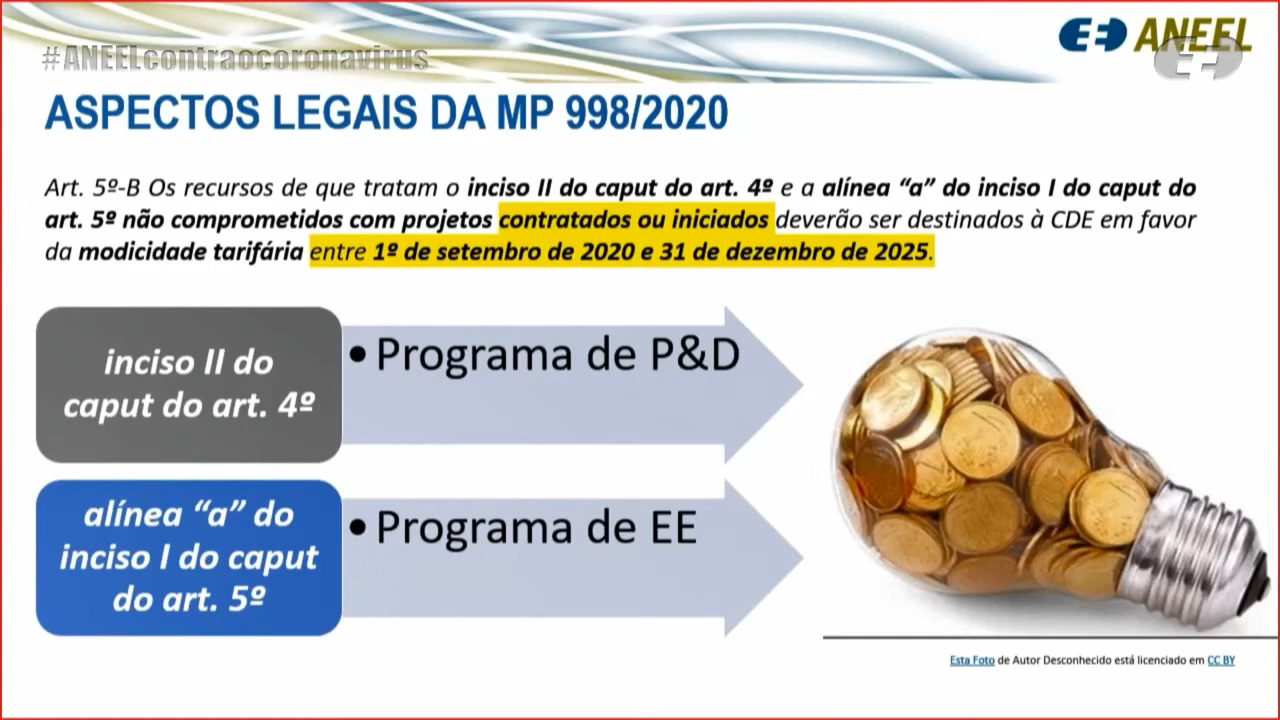 #ANEELcontraocoronavirus
ANEEL
ASPECTOS LEGAIS DA MP 998/2020
Art. 5º-B Os recursos de que tratam o inciso II do caput do art. 4º e a alínea “a” do inciso I do caput do
art. 5º não comprometidos com projetos contratados ou iniciados deverão ser destinados à CDE em favor
da modicidade tarifária entre 1º de setembro de 2020 e 31 de dezembro de 2025.
inciso II do
caput do art. 4º
• Programa de P&D
alínea “a” do
inciso I do caput
do art. 5º
• Programa de EE
Esta Foto de Autor Desconhecido está licenciado em CC BY